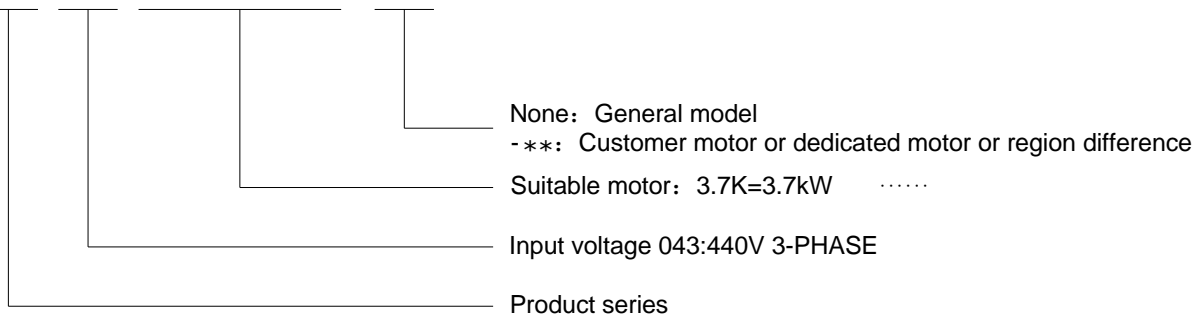 None：General model
-**：Customer motor or dedicated motor or region difference
Suitable motor：3.7K=3.7kW ······
Input voltage 043:440V 3-PHASE
Product series